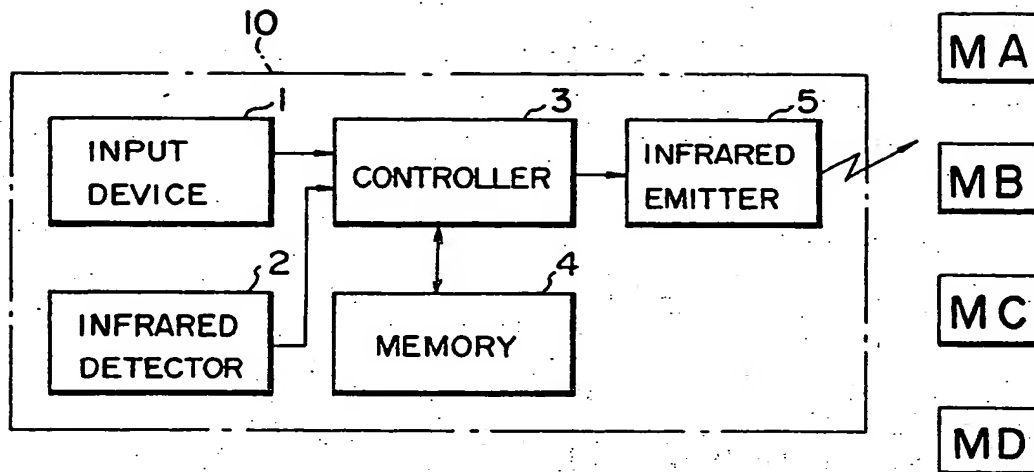 10
1
INPUT
DEVICE
3
CONTROLLER
5
INFRARED
EMITTER
2
INFRARED
DETECTOR
4
MEMORY
MA
MB
MC
MD